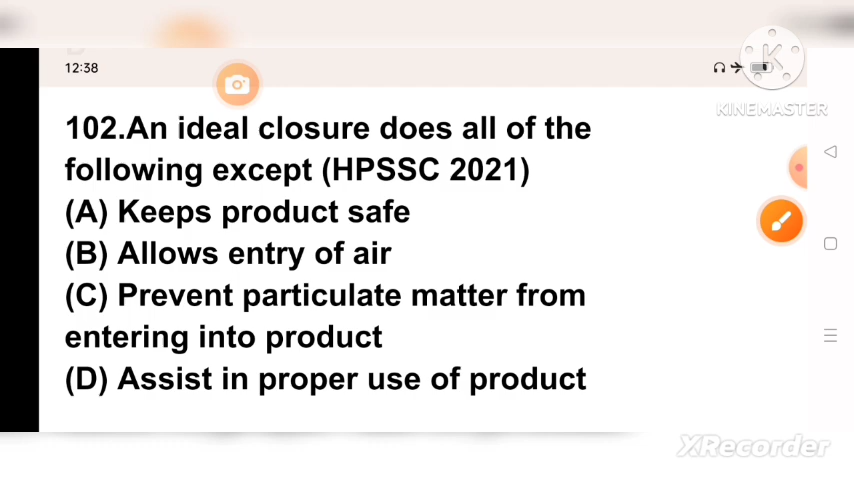 12:38
K
KINEMASTER
102.An ideal closure does all of the
following except (HPSSC 2021)
(A) Keeps product safe
(B) Allows entry of air
(C) Prevent particulate matter from
entering into product
(D) Assist in proper use of product
XRecorder